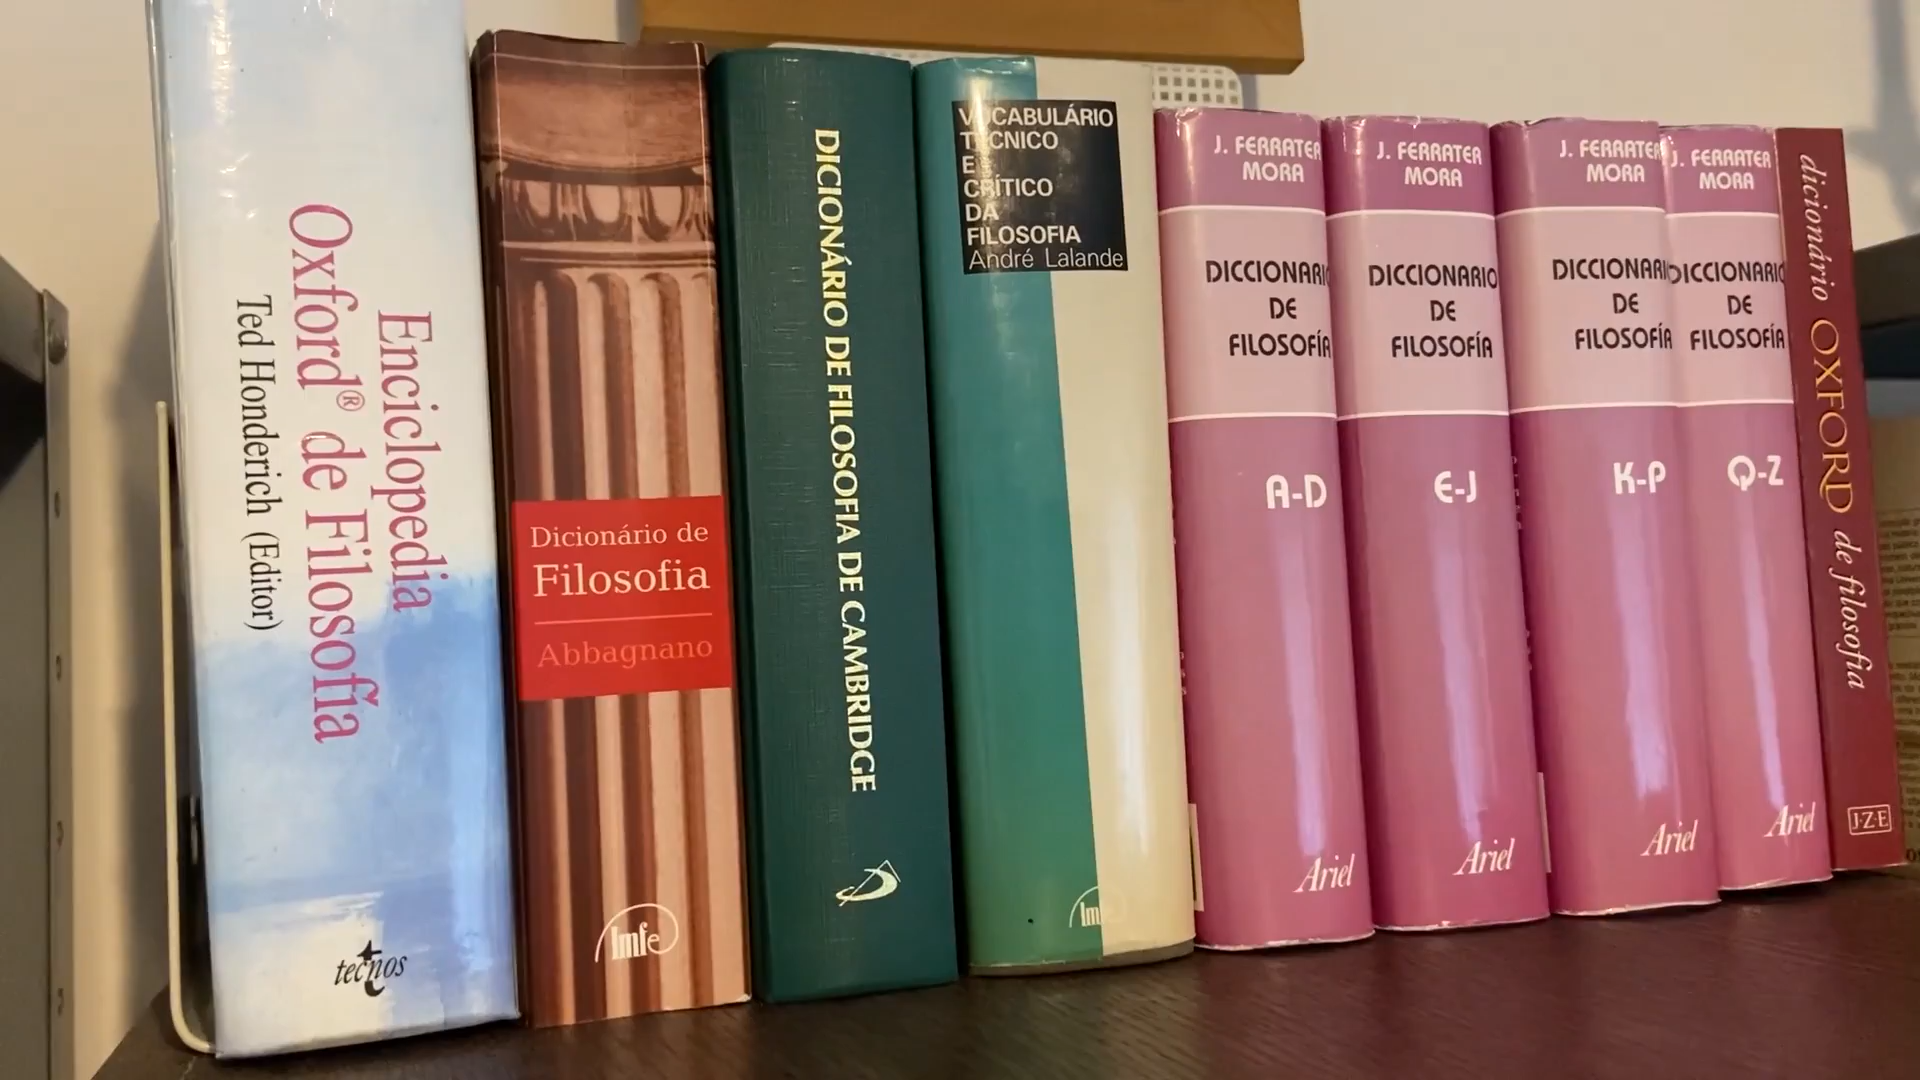 Enciclopedia
Oxford® de Filosofía
Ted Honderich (Editor)
tecnos
Dicionário de
Filosofia
Abbagnano
lmfe
DICIONÁRIO DE FILOSOFIA DE CAMBRIDGE
VOCABULÁRIO
TÉCNICO
E
CRÍTICO
DA
FILOSOFIA
André Lalande
J. FERRATER
MORA
DICCIONARIO
DE
FILOSOFÍA
A-D
Ariel
J. FERRATER
MORA
DICCIONARIO
DE
FILOSOFÍA
E-J
Ariel
J. FERRATER
MORA
DICCIONARIO
DE
FILOSOFÍA
K-P
Ariel
J. FERRATER
MORA
DICCIONARIO
DE
FILOSOFÍA
Q-Z
Ariel
dicionário OXFORD de filosofia
J·Z·E